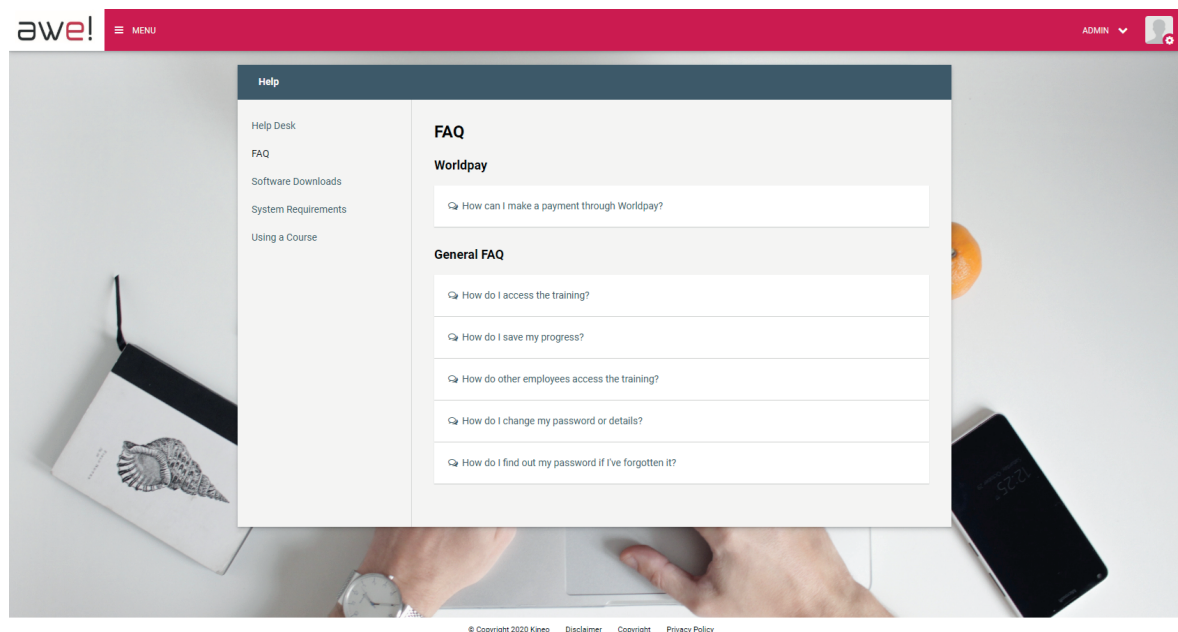 awe!
MENU
ADMIN
Help
Help Desk
FAQ
Software Downloads
System Requirements
Using a Course
FAQ
Worldpay
How can I make a payment through Worldpay?
General FAQ
How do I access the training?
How do I save my progress?
How do other employees access the training?
How do I change my password or details?
How do I find out my password if I've forgotten it?
12:25
© Copyright 2020 Kineo Disclaimer Copyright Privacy Policy